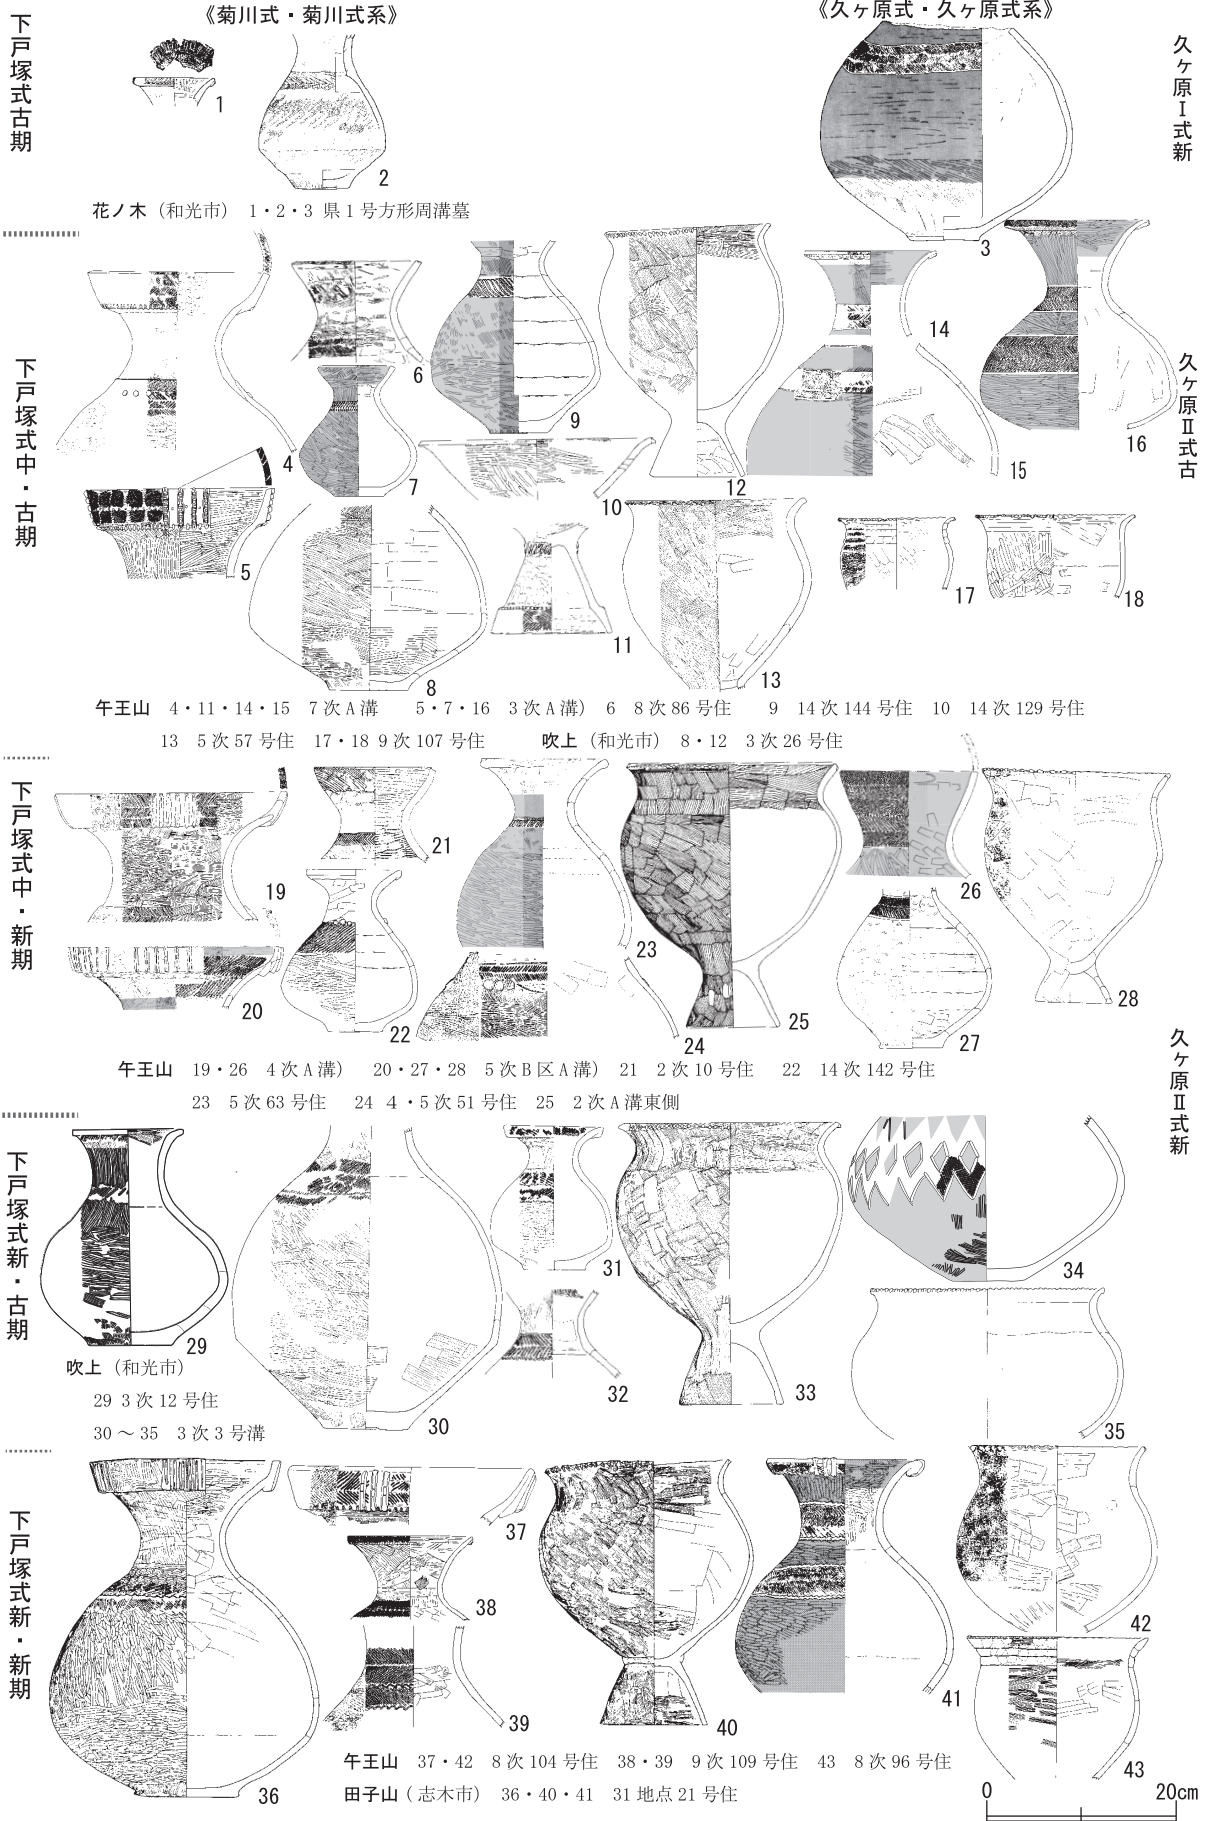 《菊川式・菊川式系》
《久ヶ原式・久ヶ原式系》
下戸塚式古期
久ヶ原Ⅰ式新
1
2
3
花ノ木（和光市） 1・2・3 県1号方形周溝墓
下戸塚式中・古期
久ヶ原Ⅱ式古
4
5
6
7
8
9
10
11
12
13
14
15
16
17
18
午王山 4・11・14・15 7次A溝 5・7・16 3次A溝） 6 8次86号住 9 14次144号住 10 14次129号住
13 5次57号住 17・18 9次107号住 吹上（和光市） 8・12 3次26号住
下戸塚式中・新期
久ヶ原Ⅱ式新
19
20
21
22
23
24
25
26
27
28
午王山 19・26 4次A溝） 20・27・28 5次B区A溝） 21 2次10号住 22 14次142号住
23 5次63号住 24 4・5次51号住 25 2次A溝東側
下戸塚式新・古期
29
30
31
32
33
34
35
吹上（和光市）
29 3次12号住
30～35 3次3号溝
下戸塚式新・新期
36
37
38
39
40
41
42
43
午王山 37・42 8次104号住 38・39 9次109号住 43 8次96号住
田子山（志木市） 36・40・41 31地点21号住
0 20cm